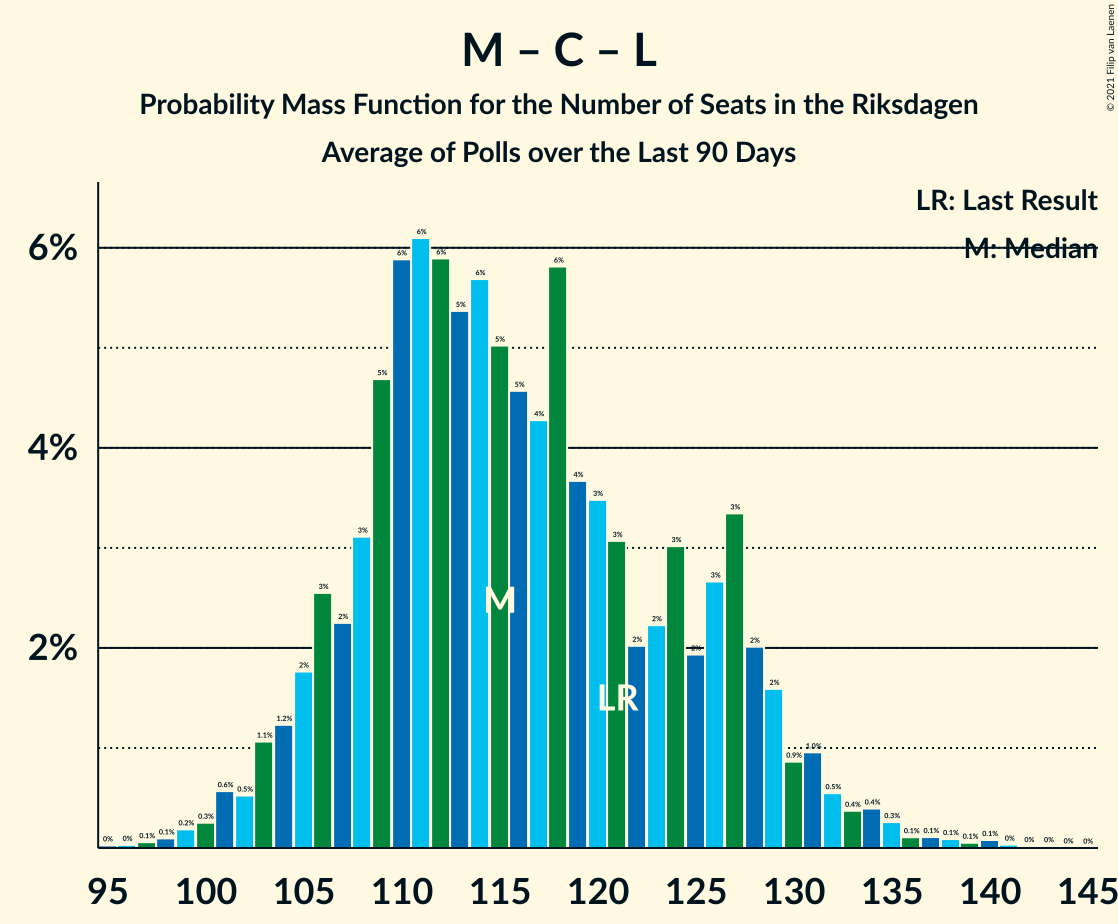 M – C – L
Probability Mass Function for the Number of Seats in the Riksdagen
Average of Polls over the Last 90 Days
© 2021 Filip van Laenen
LR: Last Result
M: Median
6%
4%
2%
0% 0% 0.1% 0.1% 0.2% 0.3% 0.6% 0.5% 1.1% 1.2% 2% 3% 2% 3% 5% 6% 6% 6% 5% 6% 5% 5% 4% 6% 4% 3% 3% 2% 2% 3% 2% 3% 3% 2% 2% 0.9% 1.0% 0.5% 0.4% 0.4% 0.3% 0.1% 0.1% 0.1% 0.1% 0.1% 0% 0% 0% 0% 0%
M
LR
95 100 105 110 115 120 125 130 135 140 145